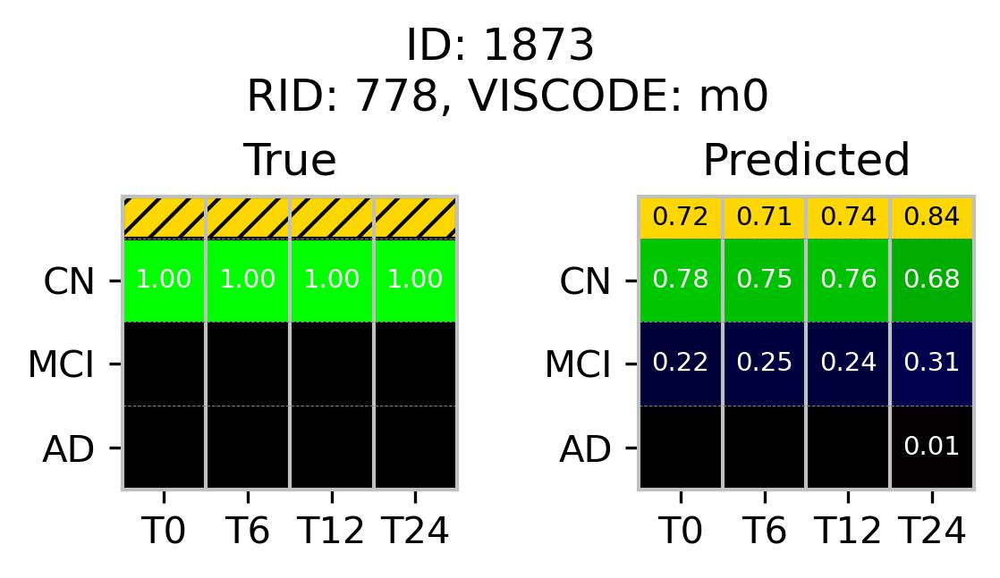 ID: 1873
RID: 778, VISCODE: m0
True
CN 1.00 1.00 1.00 1.00
MCI
AD
T0 T6 T12 T24
Predicted
0.72 0.71 0.74 0.84
CN 0.78 0.75 0.76 0.68
MCI 0.22 0.25 0.24 0.31
AD 0.01
T0 T6 T12 T24